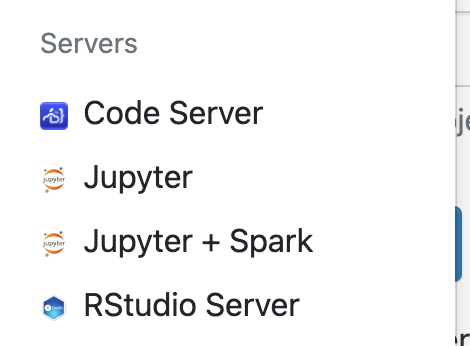 Servers
Code Server
Jupyter
Jupyter + Spark
RStudio Server